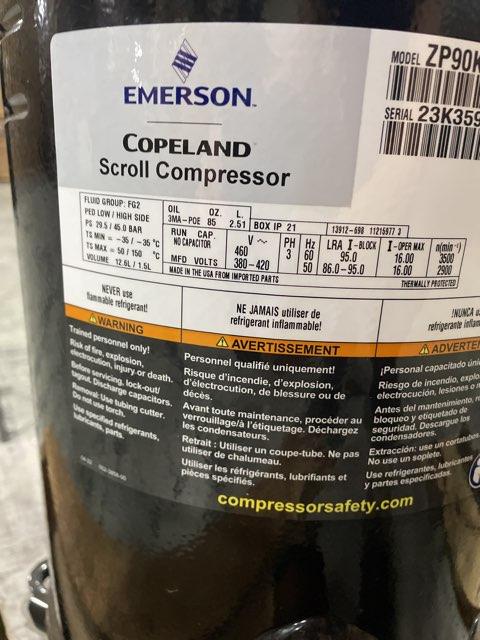 EMERSON™
COPELAND™
Scroll Compressor
MODEL ZP90K
SERIAL 23K359
FLUID GROUP: FG2
PED LOW / HIGH SIDE
PS 29.5 / 45.0 BAR
TS MIN = -35 / -35 °C
TS MAX = 50 / 150 °C
VOLUME 12.6L / 1.5L
OIL OZ. L.
3MA-POE 85 2.51
BOX IP 21
13912-698 11215977 3
RUN CAP. V ~ PH Hz LRA I-BLOCK I-OPER MAX n(min⁻¹)
NO CAPACITOR 460 3 60 95.0 16.00 3500
MFD VOLTS 380-420 50 86.0-95.0 16.00 2900
MADE IN THE USA FROM IMPORTED PARTS
THERMALLY PROTECTED
NEVER use
flammable refrigerant!
⚠WARNING
Trained personnel only!
Risk of fire, explosion,
electrocution, injury or death.
Before servicing, lock-out/
tagout. Discharge capacitors.
Removal: Use tubing cutter.
Do not use torch.
Use specified refrigerants,
lubricants, parts.
NE JAMAIS utiliser de
refrigerant inflammable!
⚠AVERTISSEMENT
Personnel qualifié uniquement!
Risque d'incendie, d'explosion,
d'électrocution, de blessure ou de
décès.
Avant toute maintenance, procéder au
verrouillage/à l'étiquetage. Déchargez
les condensateurs.
Retrait : Utiliser un coupe-tube. Ne pas
utiliser de chalumeau.
Utiliser les réfrigérants, lubrifiants et
pièces spécifiés.
¡NUNCA
refrigerante
⚠ADVERTEN
¡Personal capacitado
Riesgo de incendio,
electrocución, lesiones o
Antes del mantenimiento,
bloqueo y etiquetado de
seguridad. Descargue los
condensadores.
Extracción: use un cortatubos.
No use un soplete.
Use refrigerantes, lubricantes
y partes especificadas.
compressorsafety.com